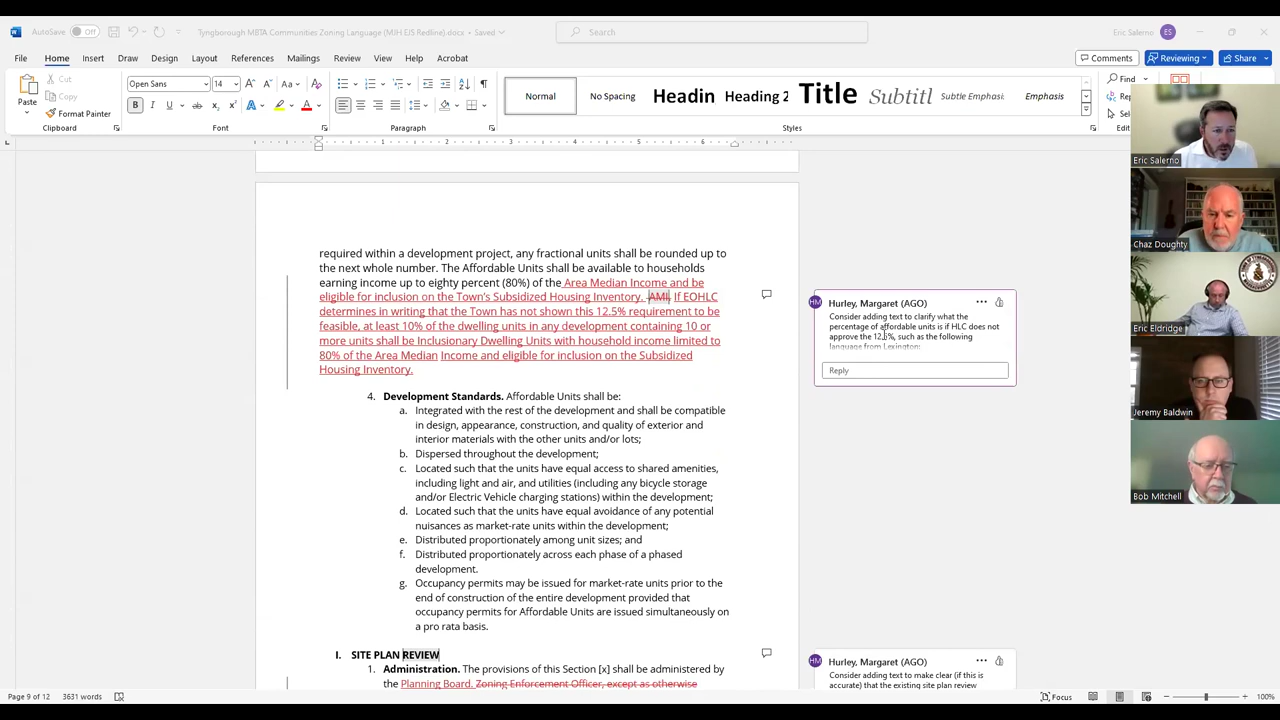 AutoSave
Off
Tyngborough MBTA Communities Zoning Language (MJH EJS Redline).docx - Saved
Search
Eric Salerno
ES
File
Home
Insert
Draw
Design
Layout
References
Mailings
Review
View
Help
Acrobat
Comments
Reviewing
Share
Paste
Cut
Copy
Format Painter
Clipboard
Open Sans
14
Font
Paragraph
Normal
No Spacing
Headin
Heading 2
Title
Subtitl
Subtle Emphasi
Emphasis
Styles
Find
required within a development project, any fractional units shall be rounded up to
the next whole number. The Affordable Units shall be available to households
earning income up to eighty percent (80%) of the Area Median Income and be
eligible for inclusion on the Town's Subsidized Housing Inventory. AMI. If EOHLC
determines in writing that the Town has not shown this 12.5% requirement to be
feasible, at least 10% of the dwelling units in any development containing 10 or
more units shall be Inclusionary Dwelling Units with household income limited to
80% of the Area Median Income and eligible for inclusion on the Subsidized
Housing Inventory.
4. Development Standards. Affordable Units shall be:
a. Integrated with the rest of the development and shall be compatible
in design, appearance, construction, and quality of exterior and
interior materials with the other units and/or lots;
b. Dispersed throughout the development;
c. Located such that the units have equal access to shared amenities,
including light and air, and utilities (including any bicycle storage
and/or Electric Vehicle charging stations) within the development;
d. Located such that the units have equal avoidance of any potential
nuisances as market-rate units within the development;
e. Distributed proportionately among unit sizes; and
f. Distributed proportionately across each phase of a phased
development.
g. Occupancy permits may be issued for market-rate units prior to the
end of construction of the entire development provided that
occupancy permits for Affordable Units are issued simultaneously on
a pro rata basis.
I. SITE PLAN REVIEW
1. Administration. The provisions of this Section [x] shall be administered by
the Planning Board. Zoning Enforcement Officer, except as otherwise
HM
Hurley, Margaret (AGO)
Consider adding text to clarify what the
percentage of affordable units is if HLC does not
approve the 12.5%, such as the following
language from Lexington:
Reply
HM
Hurley, Margaret (AGO)
Consider adding text to make clear (if this is
accurate) that the existing site plan review
Eric Salerno
Chaz Doughty
Eric Eldridge
Jeremy Baldwin
Bob Mitchell
Page 9 of 12
3631 words
Focus
100%